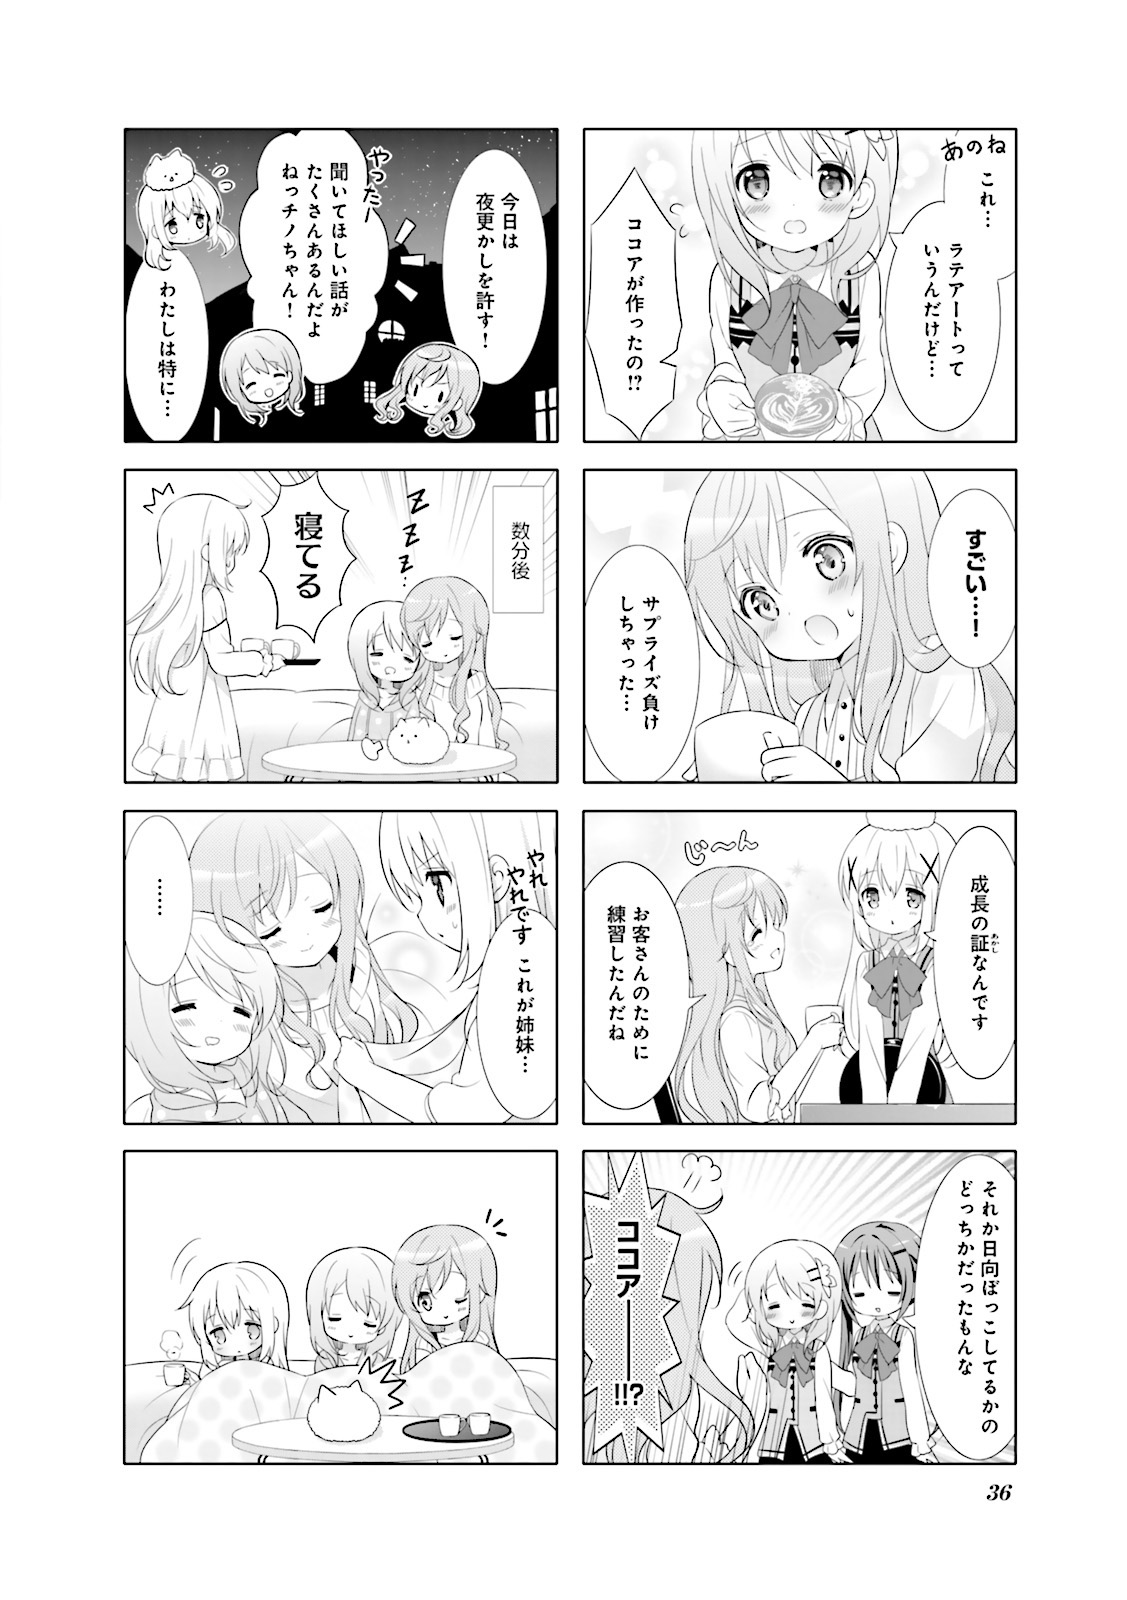 あのね
これ…
ラテアートって
いうんだけど…
ココアが作ったの!?
すごい…!
サプライズ負け
しちゃった…
成長の証なんです
あかし
じ〜ん
お客さんのために
練習したんだね
それか日向ぼっこしてるかの
どっちかだったもんな
ココアーーー!!?
今日は
夜更かしを許す!
やったー
聞いてほしい話が
たくさんあるんだよ
ねっチノちゃん!
わたしは特に…
数分後
ZZZ…
寝てる
やれ
やれです
これが姉妹…
……
36